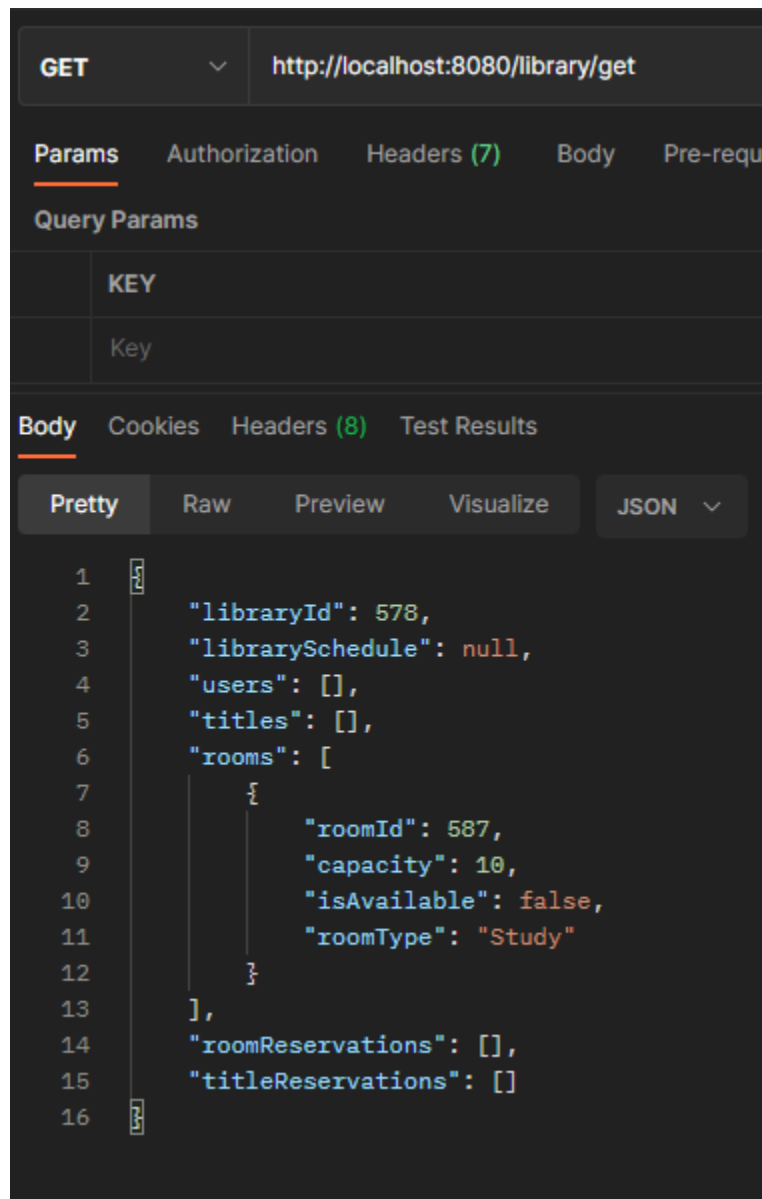 GET http://localhost:8080/library/get
Params Authorization Headers (7) Body Pre-requ
Query Params
KEY
Key
Body Cookies Headers (8) Test Results
Pretty Raw Preview Visualize JSON
1 {
2 "libraryId": 578,
3 "librarySchedule": null,
4 "users": [],
5 "titles": [],
6 "rooms": [
7 {
8 "roomId": 587,
9 "capacity": 10,
10 "isAvailable": false,
11 "roomType": "Study"
12 }
13 ],
14 "roomReservations": [],
15 "titleReservations": []
16 }